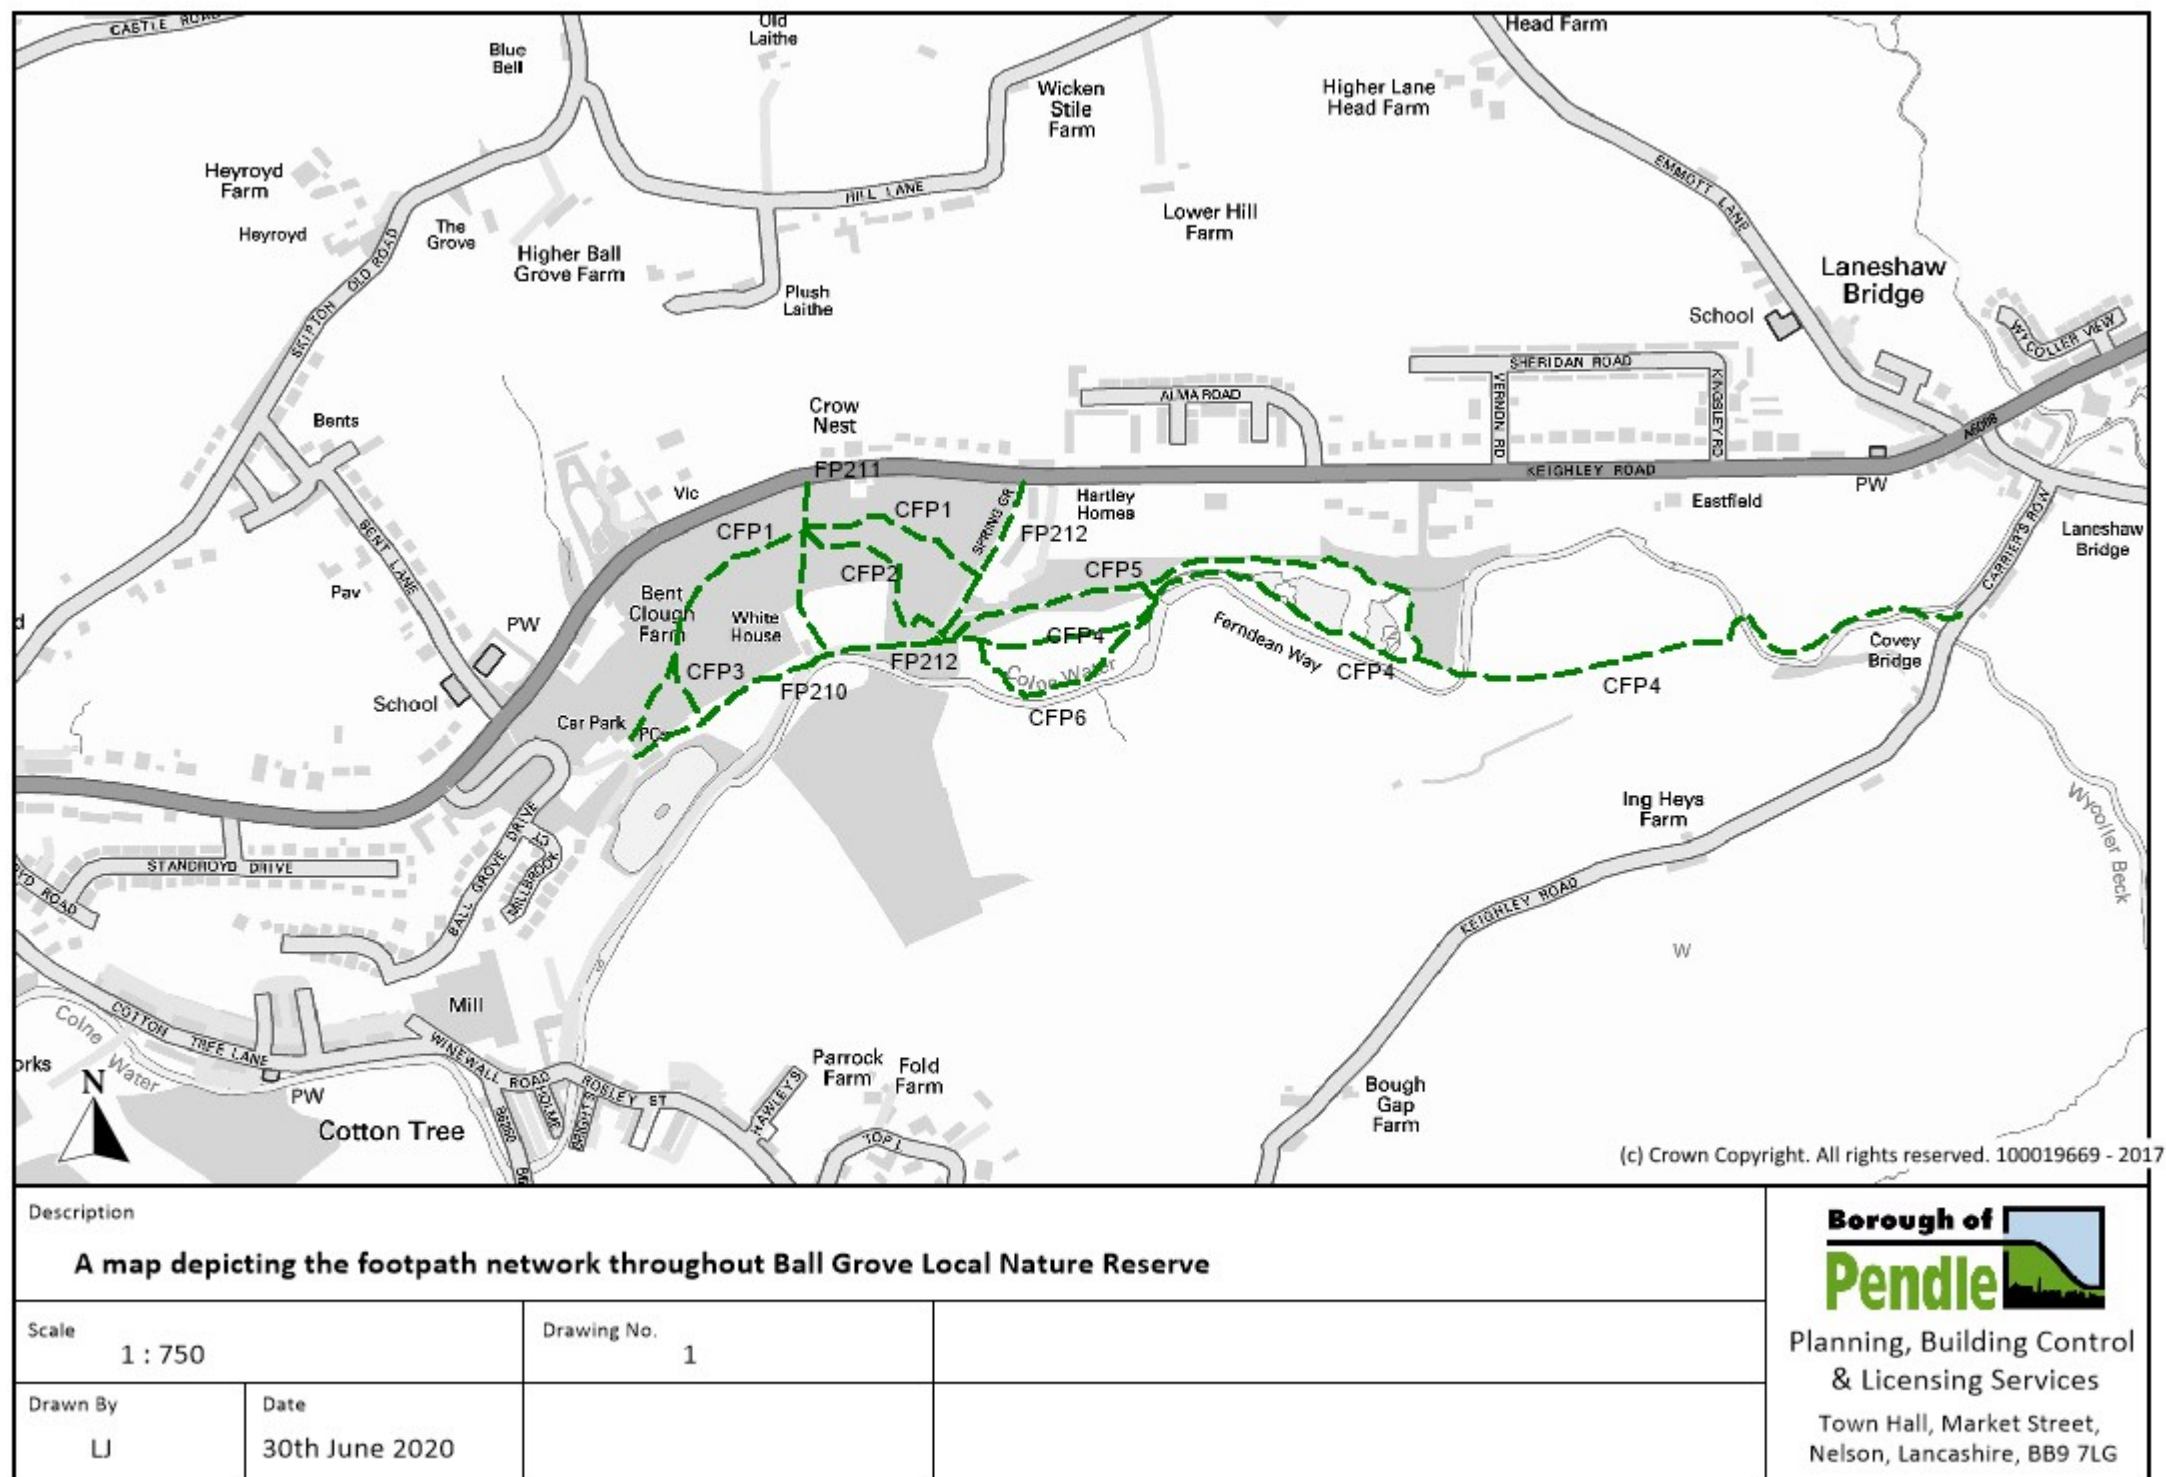 CASTLE ROAD
Old
Laithe
Head Farm
Blue
Bell
Wicken
Stile
Farm
Higher Lane
Head Farm
Heyroyd
Farm
EMMOTT LANE
HILL LANE
Heyroyd
The
Grove
Lower Hill
Farm
Higher Ball
Grove Farm
SKIPTON OLD ROAD
Laneshaw
Bridge
Plush
Laithe
School
WYCOLLER VIEW
SHERIDAN ROAD
VERNON RD
KINGSLEY RD
ALMA ROAD
Crow
Nest
Bents
A6068
FP211
KEIGHLEY ROAD
PW
Vic
Hartley
Homes
Eastfield
CFP1
CFP1
SPRING GR
FP212
Laneshaw
Bridge
CARRIER'S ROW
BENT LANE
CFP2
CFP5
Pav
Bent
Clough
Farm
White
House
PW
CFP4
Ferndean Way
Covey
Bridge
FP212
CFP3
Colne Water
CFP4
CFP4
FP210
School
CFP6
Car Park
PC
Ing Heys
Farm
Wycoller Beck
BALL GROVE DRIVE
MILLBROOK
CT
STANDROYD DRIVE
YD ROAD
KEIGHLEY ROAD
W
Mill
COTTON TREE LANE
Colne Water
WINEWALL ROAD
orks
N
PW
Parrock
Farm
Fold
Farm
ROSLEY ST
HAWLEY'S
HOLME
BRIGHTS
B6250
Cotton Tree
TOP L
Bough
Gap
Farm
(c) Crown Copyright. All rights reserved. 100019669 - 2017
Description
A map depicting the footpath network throughout Ball Grove Local Nature Reserve
Scale
1 : 750
Drawing No.
1
Drawn By
LJ
Date
30th June 2020
Borough of
Pendle
Planning, Building Control
& Licensing Services
Town Hall, Market Street,
Nelson, Lancashire, BB9 7LG